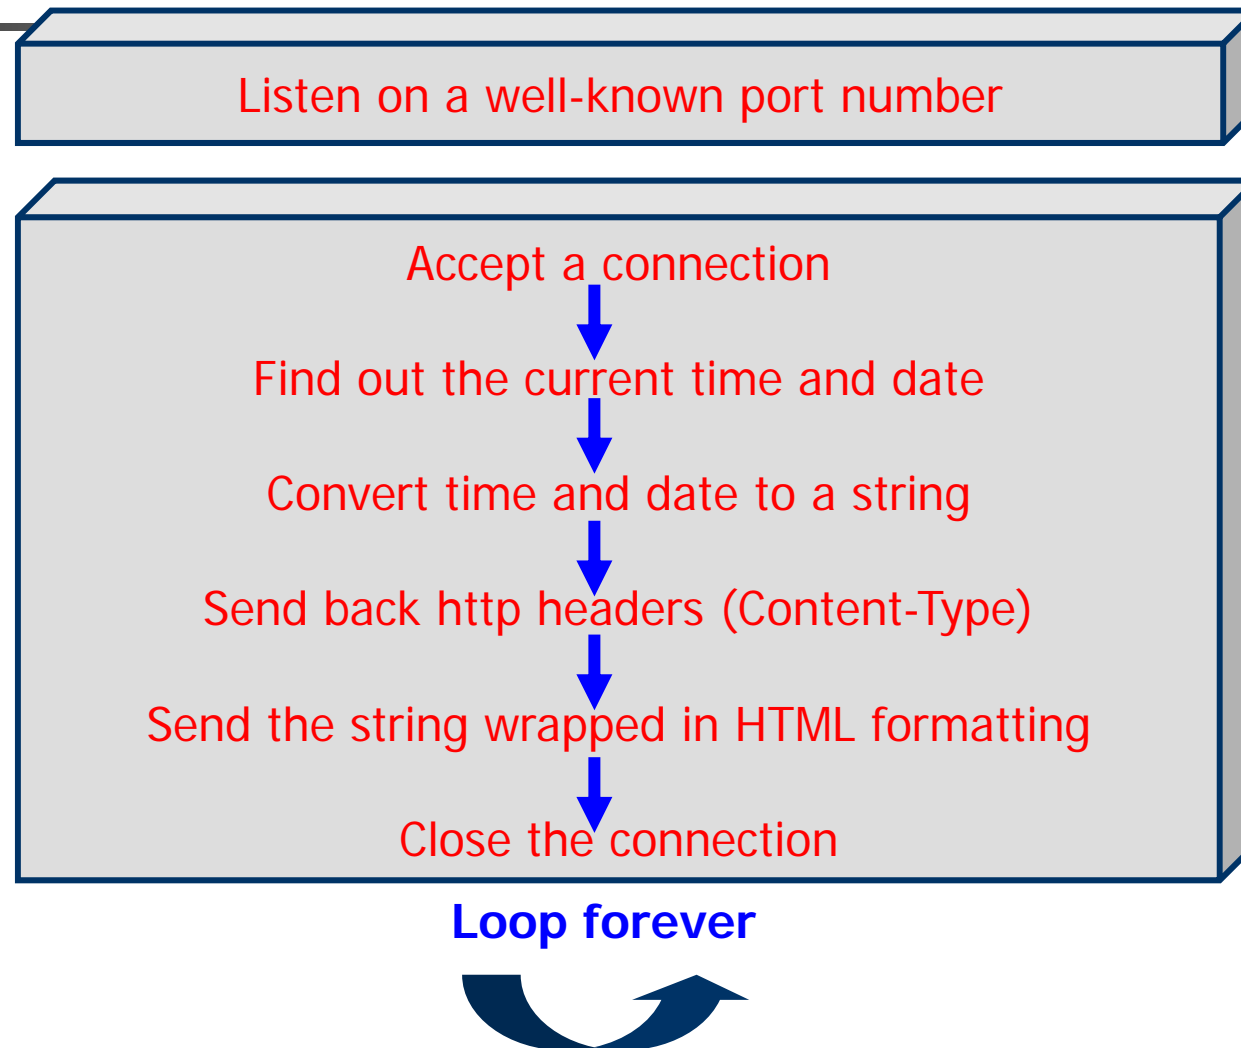 Listen on a well-known port number
Accept a connection
Find out the current time and date
Convert time and date to a string
Send back http headers (Content-Type)
Send the string wrapped in HTML formatting
Close the connection
Loop forever